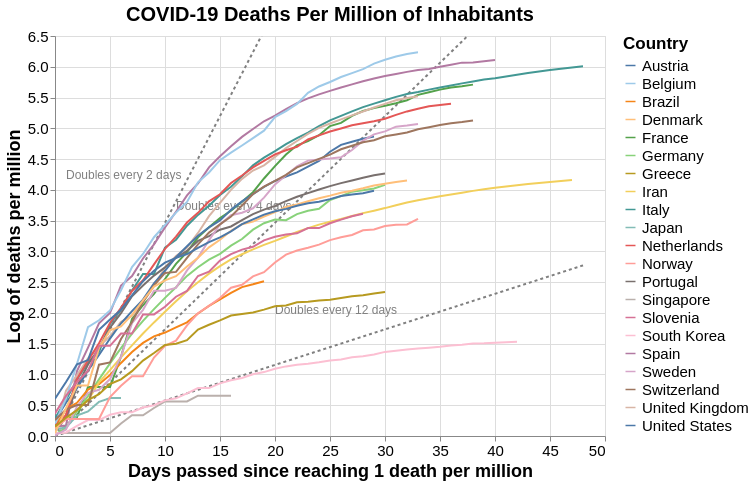 COVID-19 Deaths Per Million of Inhabitants
Log of deaths per million
6.5
6.0
5.5
5.0
4.5
4.0
3.5
3.0
2.5
2.0
1.5
1.0
0.5
0.0
Doubles every 2 days
Doubles every 4 days
Doubles every 12 days
0 5 10 15 20 25 30 35 40 45 50
Days passed since reaching 1 death per million
Country
Austria
Belgium
Brazil
Denmark
France
Germany
Greece
Iran
Italy
Japan
Netherlands
Norway
Portugal
Singapore
Slovenia
South Korea
Spain
Sweden
Switzerland
United Kingdom
United States